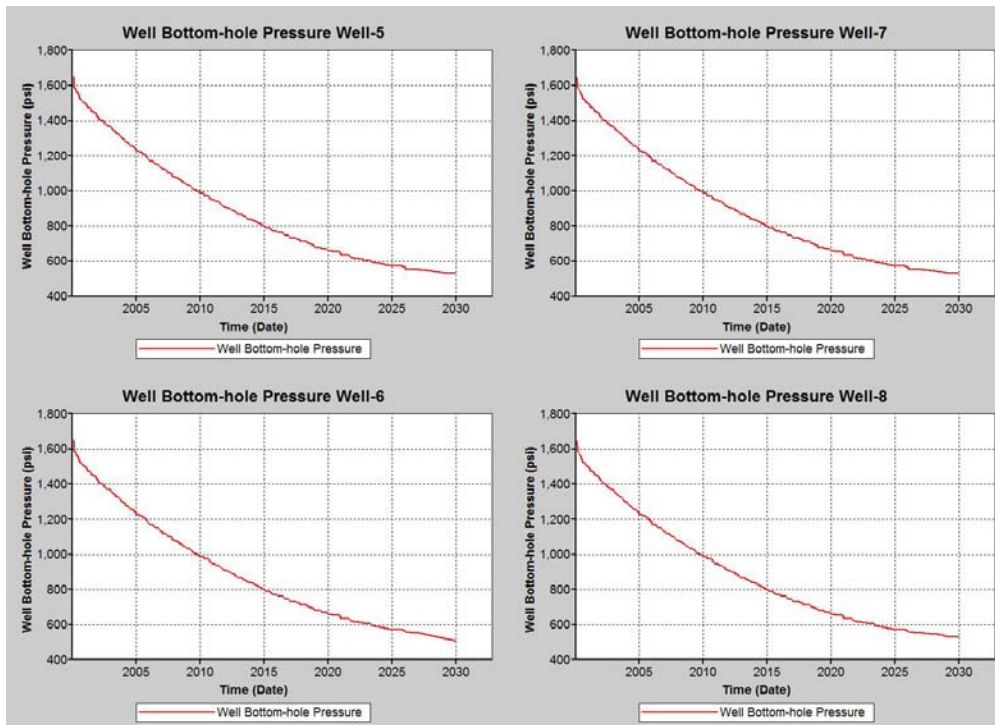 Well Bottom-hole Pressure Well-5
Well Bottom-hole Pressure (psi)
1,800
1,600
1,400
1,200
1,000
800
600
400
2005 2010 2015 2020 2025 2030
Time (Date)
Well Bottom-hole Pressure
Well Bottom-hole Pressure Well-7
Well Bottom-hole Pressure (psi)
1,800
1,600
1,400
1,200
1,000
800
600
400
2005 2010 2015 2020 2025 2030
Time (Date)
Well Bottom-hole Pressure
Well Bottom-hole Pressure Well-6
Well Bottom-hole Pressure (psi)
1,800
1,600
1,400
1,200
1,000
800
600
400
2005 2010 2015 2020 2025 2030
Time (Date)
Well Bottom-hole Pressure
Well Bottom-hole Pressure Well-8
Well Bottom-hole Pressure (psi)
1,800
1,600
1,400
1,200
1,000
800
600
400
2005 2010 2015 2020 2025 2030
Time (Date)
Well Bottom-hole Pressure